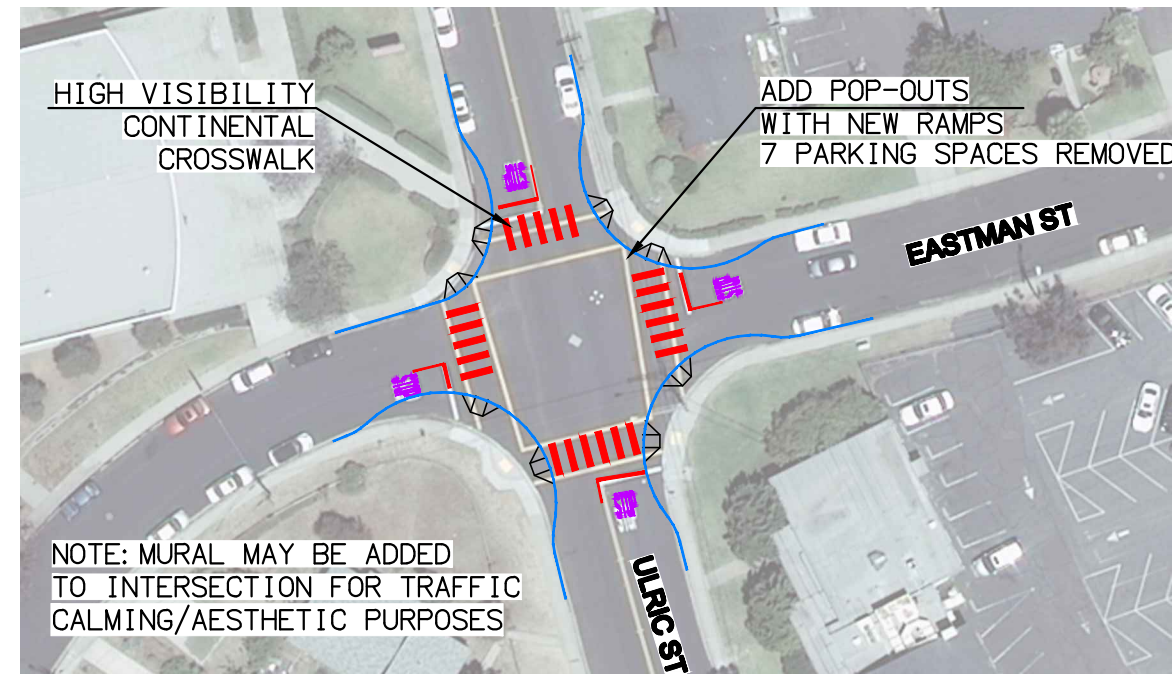 HIGH VISIBILITY
CONTINENTAL
CROSSWALK
ADD POP-OUTS
WITH NEW RAMPS
7 PARKING SPACES REMOVED
EASTMAN ST
NOTE: MURAL MAY BE ADDED
TO INTERSECTION FOR TRAFFIC
CALMING/AESTHETIC PURPOSES
ULRIC ST